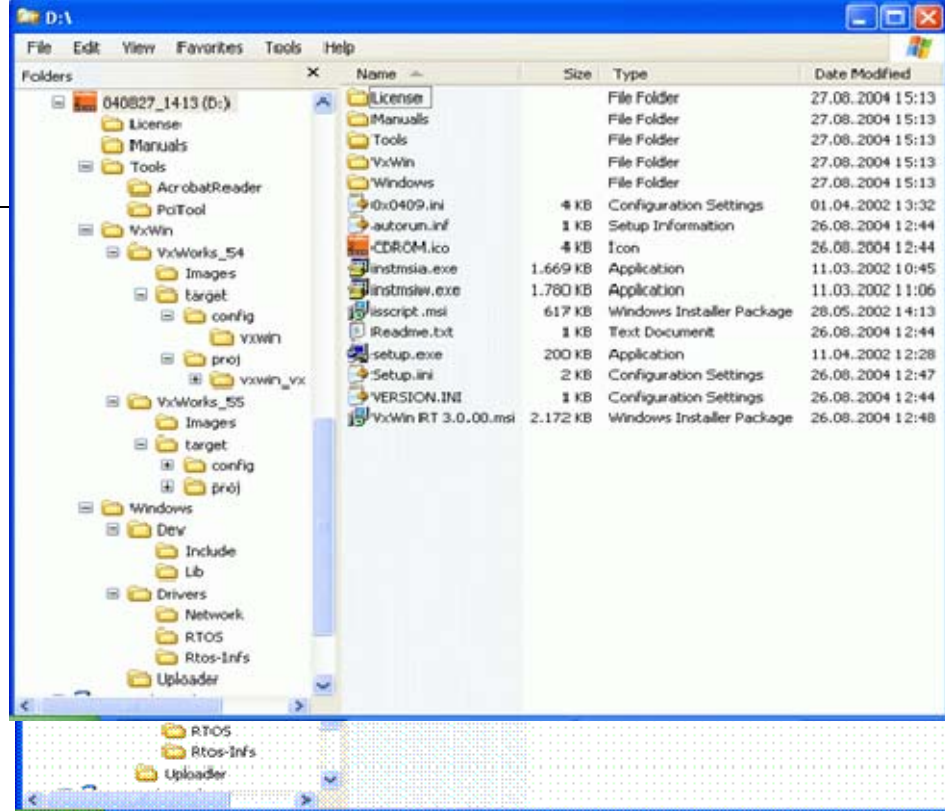 D:\
File Edit View Favorites Tools Help
Folders
040827_1413 (D:)
License
Manuals
Tools
AcrobatReader
PciTool
VxWin
VxWorks_54
Images
target
config
vxwin
proj
vxwin_vx
VxWorks_55
Images
target
config
proj
Windows
Dev
Include
Lib
Drivers
Network
RTOS
Rtos-Infs
Uploader
Name Size Type Date Modified
License File Folder 27.08.2004 15:13
Manuals File Folder 27.08.2004 15:13
Tools File Folder 27.08.2004 15:13
VxWin File Folder 27.08.2004 15:13
Windows File Folder 27.08.2004 15:13
0x0409.ini 4 KB Configuration Settings 01.04.2002 13:32
autorun.inf 1 KB Setup Information 26.08.2004 12:44
CDROM.ico 4 KB Icon 26.08.2004 12:44
instmsia.exe 1.669 KB Application 11.03.2002 10:45
instmsiw.exe 1.780 KB Application 11.03.2002 11:06
isscript.msi 617 KB Windows Installer Package 28.05.2002 14:13
Readme.txt 1 KB Text Document 26.08.2004 12:44
setup.exe 200 KB Application 11.04.2002 12:28
Setup.ini 2 KB Configuration Settings 26.08.2004 12:47
VERSION.INI 1 KB Configuration Settings 26.08.2004 12:44
VxWin RT 3.0.00.msi 2.172 KB Windows Installer Package 26.08.2004 12:48
RTOS
Rtos-Infs
Uploader